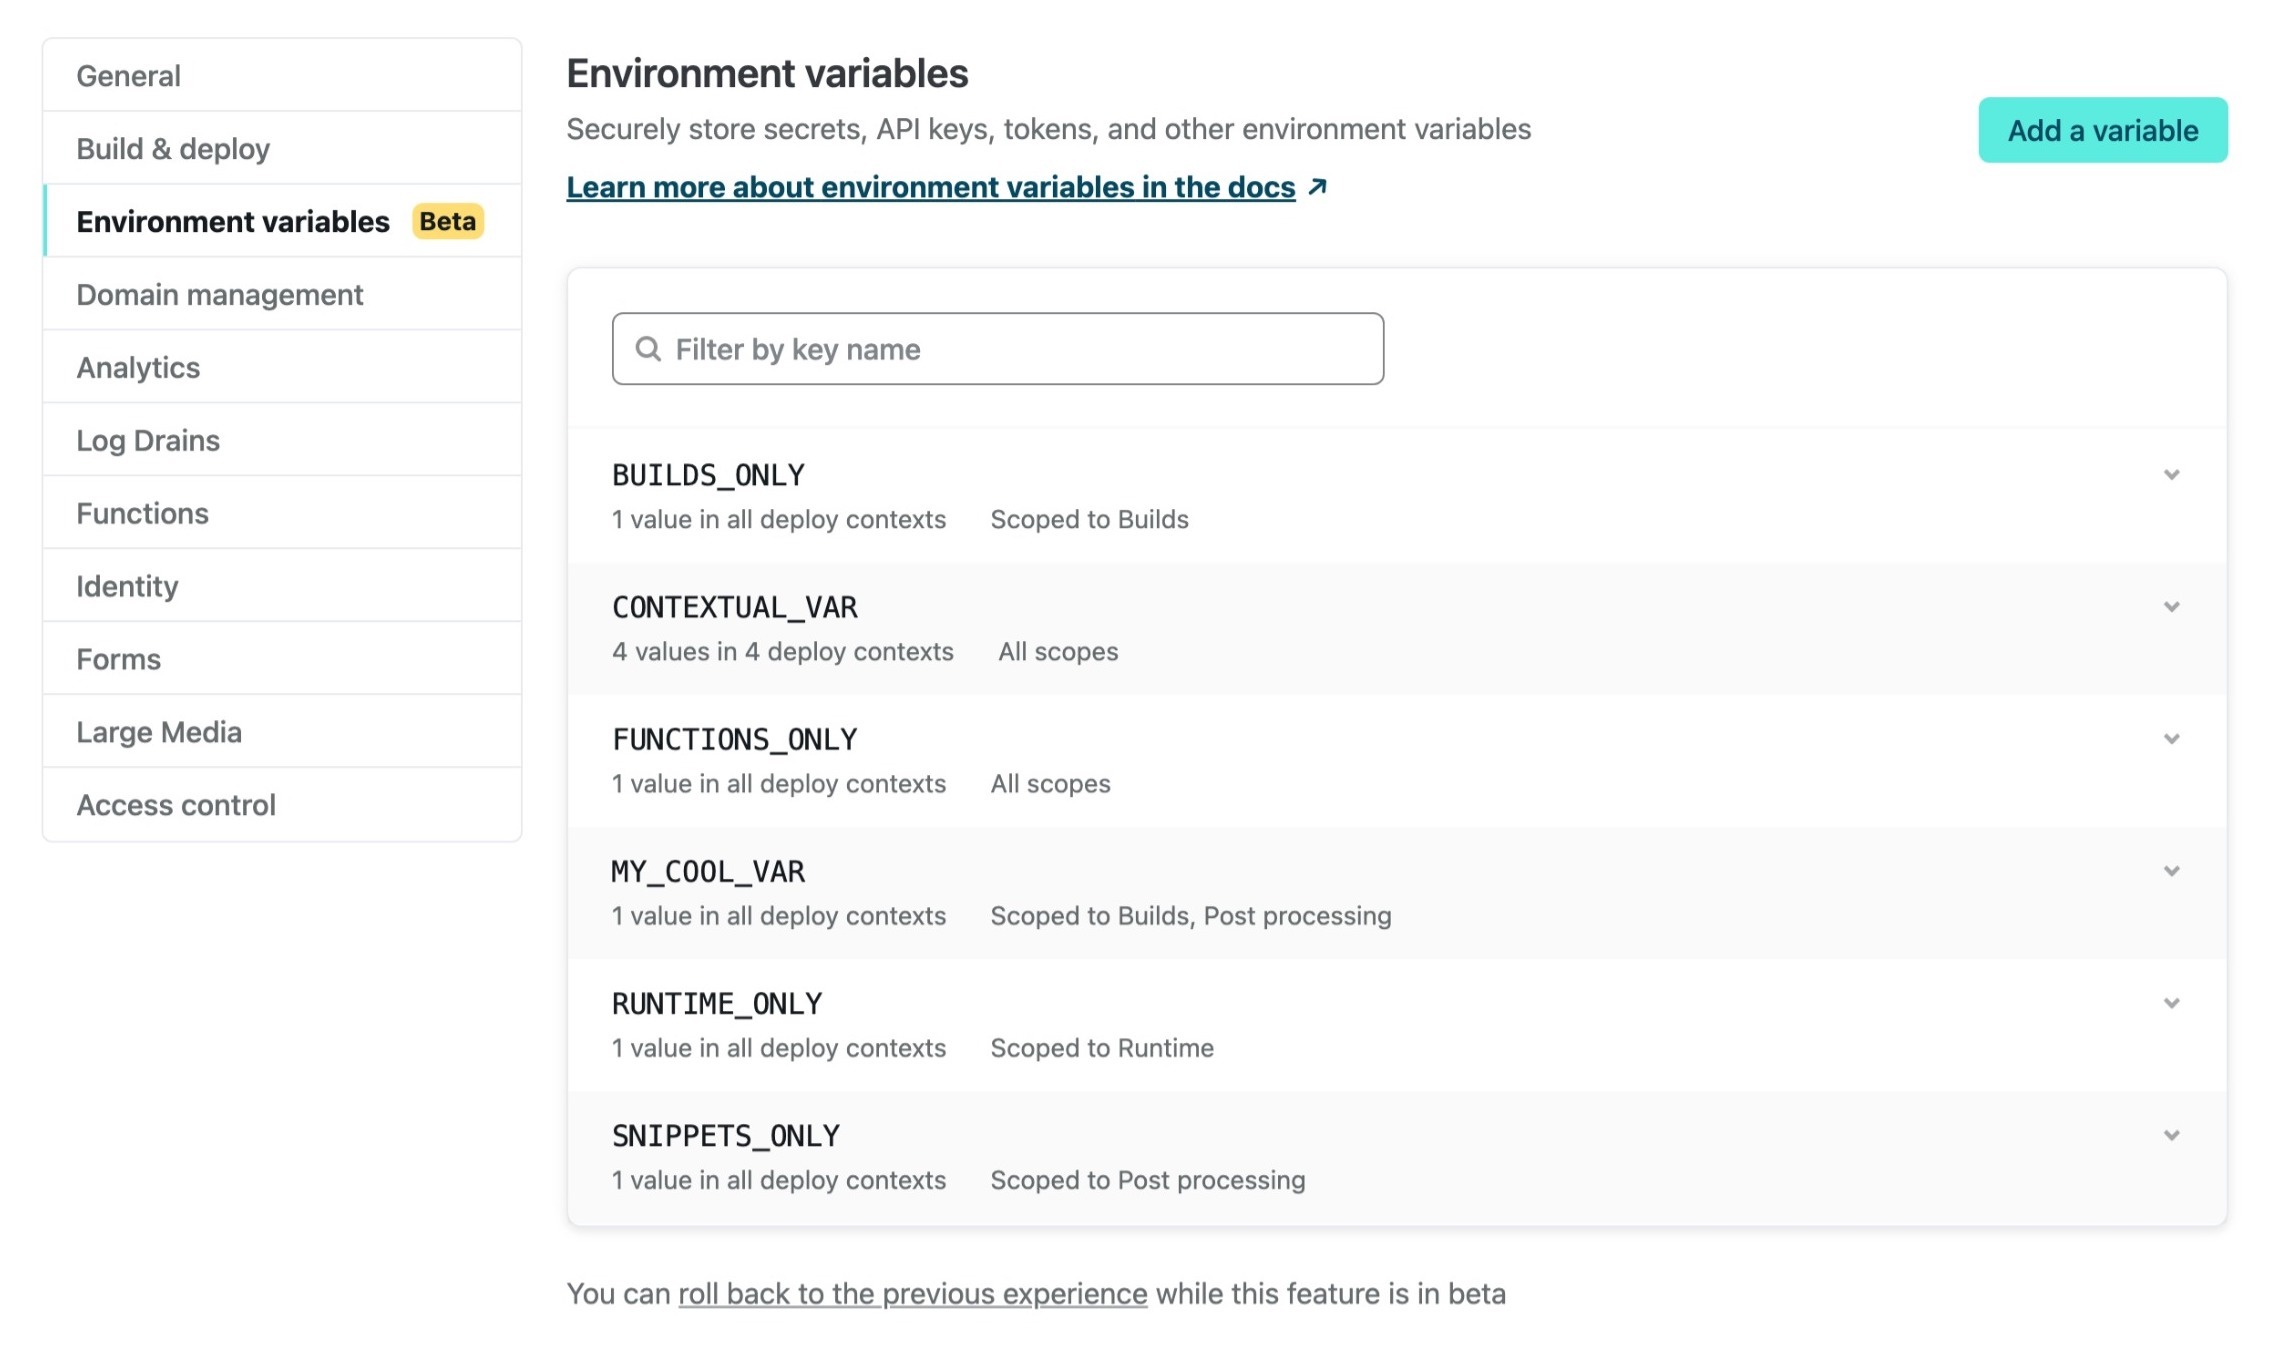 General
Build & deploy
Environment variables Beta
Domain management
Analytics
Log Drains
Functions
Identity
Forms
Large Media
Access control
Environment variables
Securely store secrets, API keys, tokens, and other environment variables
Learn more about environment variables in the docs ↗
Add a variable
Filter by key name
BUILDS_ONLY
1 value in all deploy contexts Scoped to Builds
CONTEXTUAL_VAR
4 values in 4 deploy contexts All scopes
FUNCTIONS_ONLY
1 value in all deploy contexts All scopes
MY_COOL_VAR
1 value in all deploy contexts Scoped to Builds, Post processing
RUNTIME_ONLY
1 value in all deploy contexts Scoped to Runtime
SNIPPETS_ONLY
1 value in all deploy contexts Scoped to Post processing
You can roll back to the previous experience while this feature is in beta